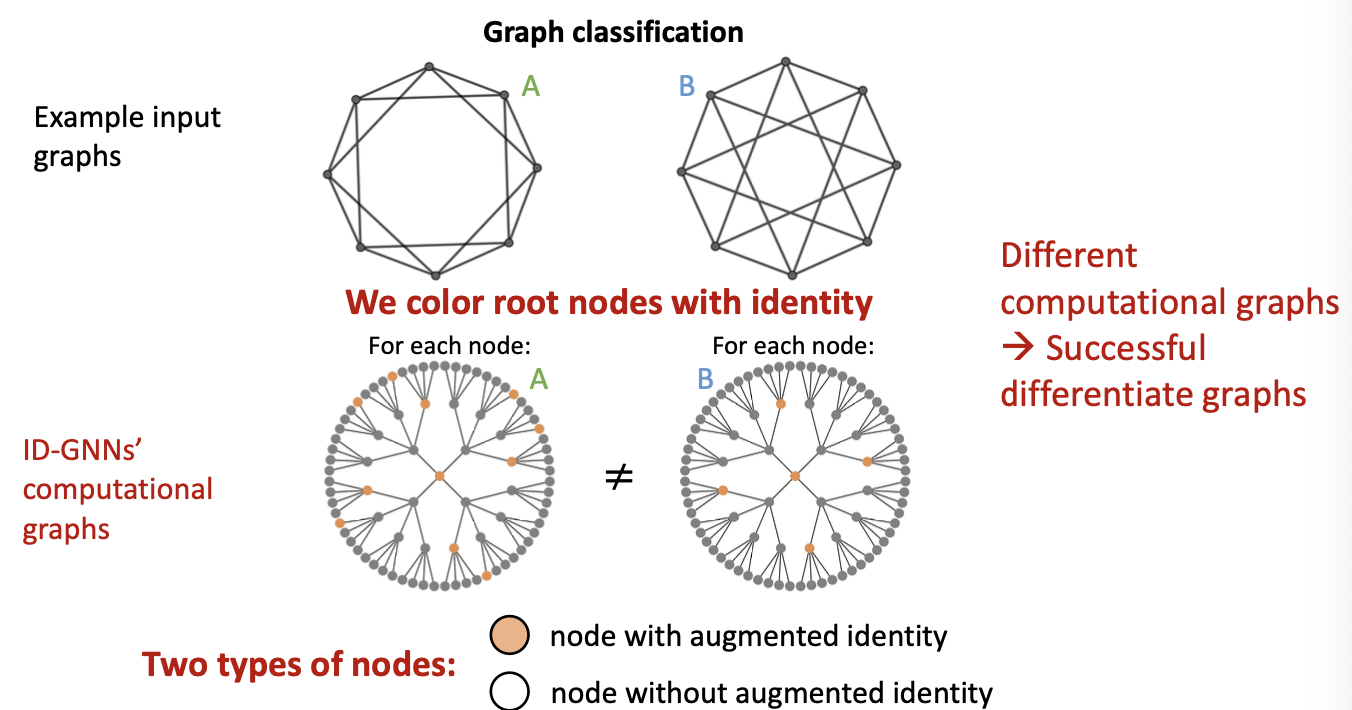 Graph classification
A
B
Example input
graphs
We color root nodes with identity
Different
computational graphs
→ Successful
differentiate graphs
For each node:
For each node:
A
B
ID-GNNs’
computational
graphs
≠
Two types of nodes:
node with augmented identity
node without augmented identity